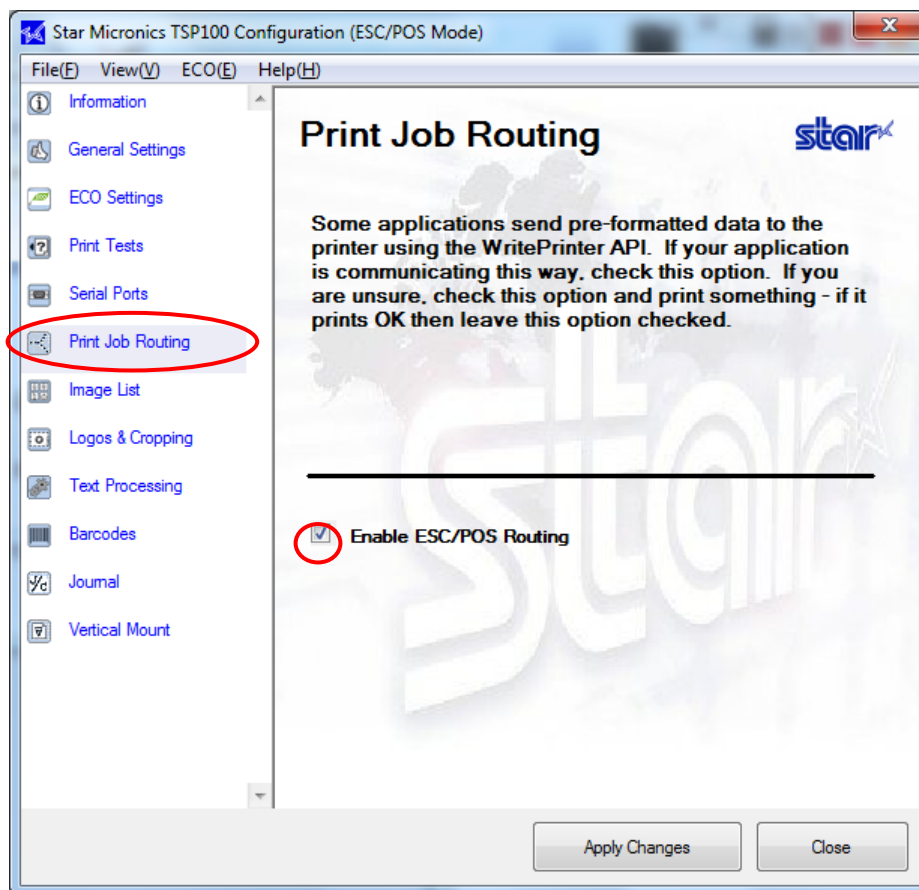 Star Micronics TSP100 Configuration (ESC/POS Mode)
File(F) View(V) ECO(E) Help(H)
Information
General Settings
ECO Settings
Print Tests
Serial Ports
Print Job Routing
Image List
Logos & Cropping
Text Processing
Barcodes
Journal
Vertical Mount
Print Job Routing
star
Some applications send pre-formatted data to the
printer using the WritePrinter API. If your application
is communicating this way, check this option. If you
are unsure, check this option and print something - if it
prints OK then leave this option checked.
star
Enable ESC/POS Routing
Apply Changes
Close